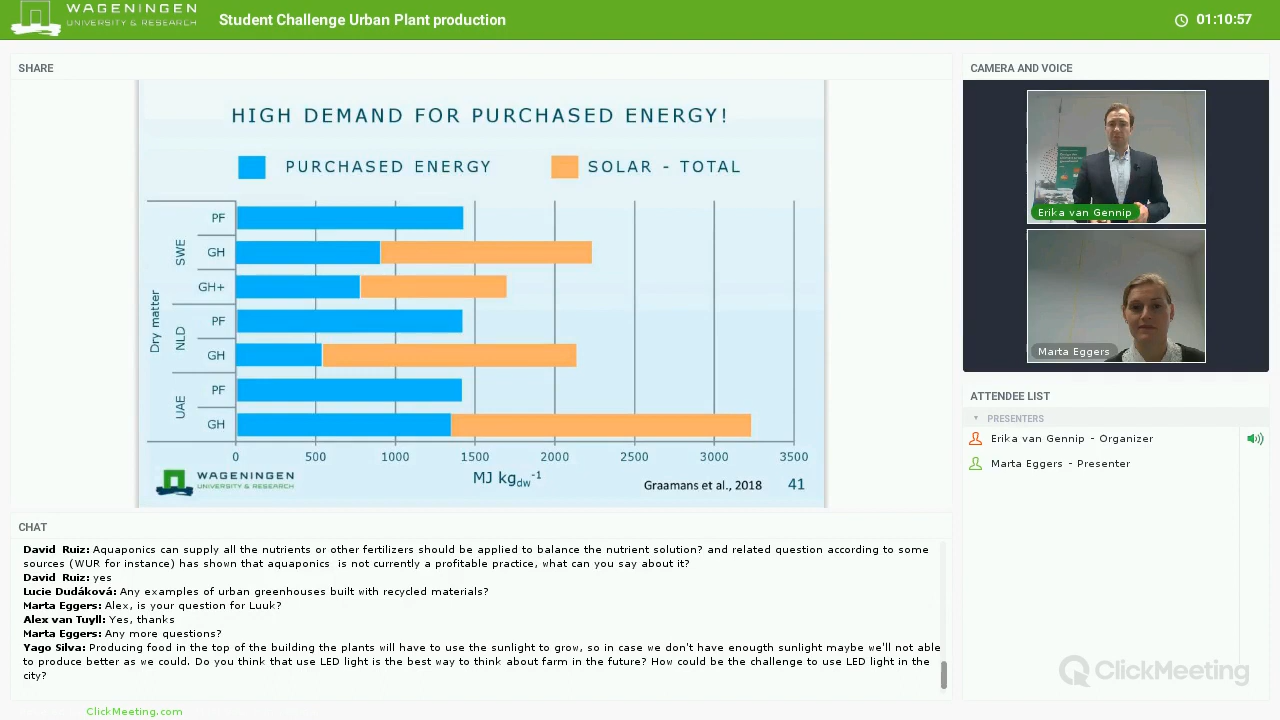 WAGENINGEN
UNIVERSITY & RESEARCH
Student Challenge Urban Plant production
01:10:57
SHARE
HIGH DEMAND FOR PURCHASED ENERGY!
PURCHASED ENERGY
SOLAR - TOTAL
Dry matter
SWE
PF
GH
GH+
NLD
PF
GH
UAE
PF
GH
0 500 1000 1500 2000 2500 3000 3500
MJ kgdw-1
WAGENINGEN
UNIVERSITY & RESEARCH
Graamans et al., 2018
41
CAMERA AND VOICE
Erika van Gennip
Marta Eggers
ATTENDEE LIST
PRESENTERS
Erika van Gennip - Organizer
Marta Eggers - Presenter
CHAT
David Ruiz: Aquaponics can supply all the nutrients or other fertilizers should be applied to balance the nutrient solution? and related question according to some
sources (WUR for instance) has shown that aquaponics is not currently a profitable practice, what can you say about it?
David Ruiz: yes
Lucie Dudáková: Any examples of urban greenhouses built with recycled materials?
Marta Eggers: Alex, is your question for Luuk?
Alex van Tuyll: Yes, thanks
Marta Eggers: Any more questions?
Yago Silva: Producing food in the top of the building the plants will have to use the sunlight to grow, so in case we don't have enougth sunlight maybe we'll not able
to produce better as we could. Do you think that use LED light is the best way to think about farm in the future? How could be the challenge to use LED light in the
city?
ClickMeeting
ClickMeeting.com